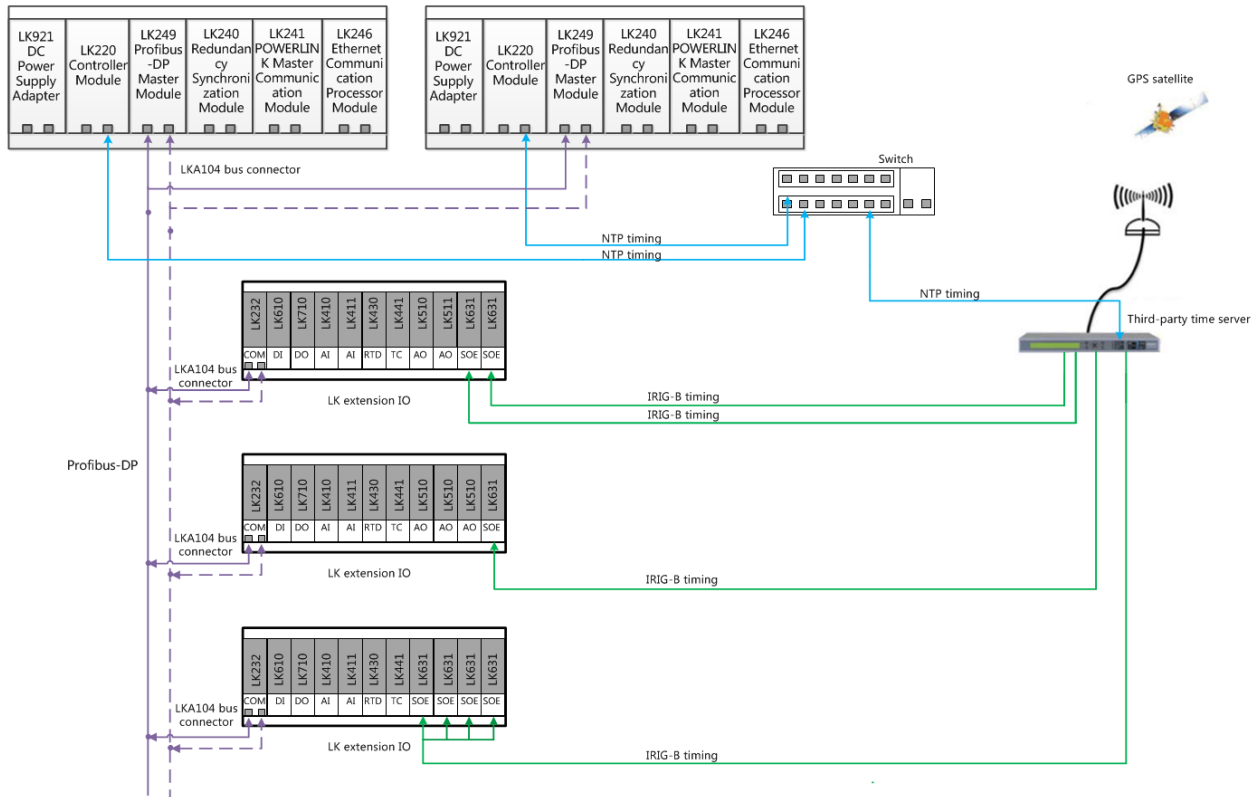 LK921
DC
Power
Supply
Adapter
LK220
Controller
Module
LK249
Profibus
-DP
Master
Module
LK240
Redundan
cy
Synchroni
zation
Module
LK241
POWERLIN
K Master
Communic
ation
Module
LK246
Ethernet
Communi
cation
Processor
Module
LK921
DC
Power
Supply
Adapter
LK220
Controller
Module
LK249
Profibus
-DP
Master
Module
LK240
Redundan
cy
Synchroni
zation
Module
LK241
POWERLIN
K Master
Communic
ation
Module
LK246
Ethernet
Communi
cation
Processor
Module
GPS satellite
LKA104 bus connector
Switch
NTP timing
NTP timing
NTP timing
Third-party time server
LK232
LK610
LK710
LK410
LK411
LK430
LK441
LK510
LK511
LK631
LK631
COM DI DO AI AI RTD TC AO AO SOE SOE
LKA104 bus
connector
LK extension IO
IRIG-B timing
IRIG-B timing
Profibus-DP
LK232
LK610
LK710
LK410
LK411
LK430
LK441
LK510
LK510
LK510
LK631
COM DI DO AI AI RTD TC AO AO AO SOE
LKA104 bus
connector
LK extension IO
IRIG-B timing
LK232
LK610
LK710
LK410
LK411
LK430
LK441
LK631
LK631
LK631
LK631
COM DI DO AI AI RTD TC SOE SOE SOE SOE
LKA104 bus
connector
LK extension IO
IRIG-B timing